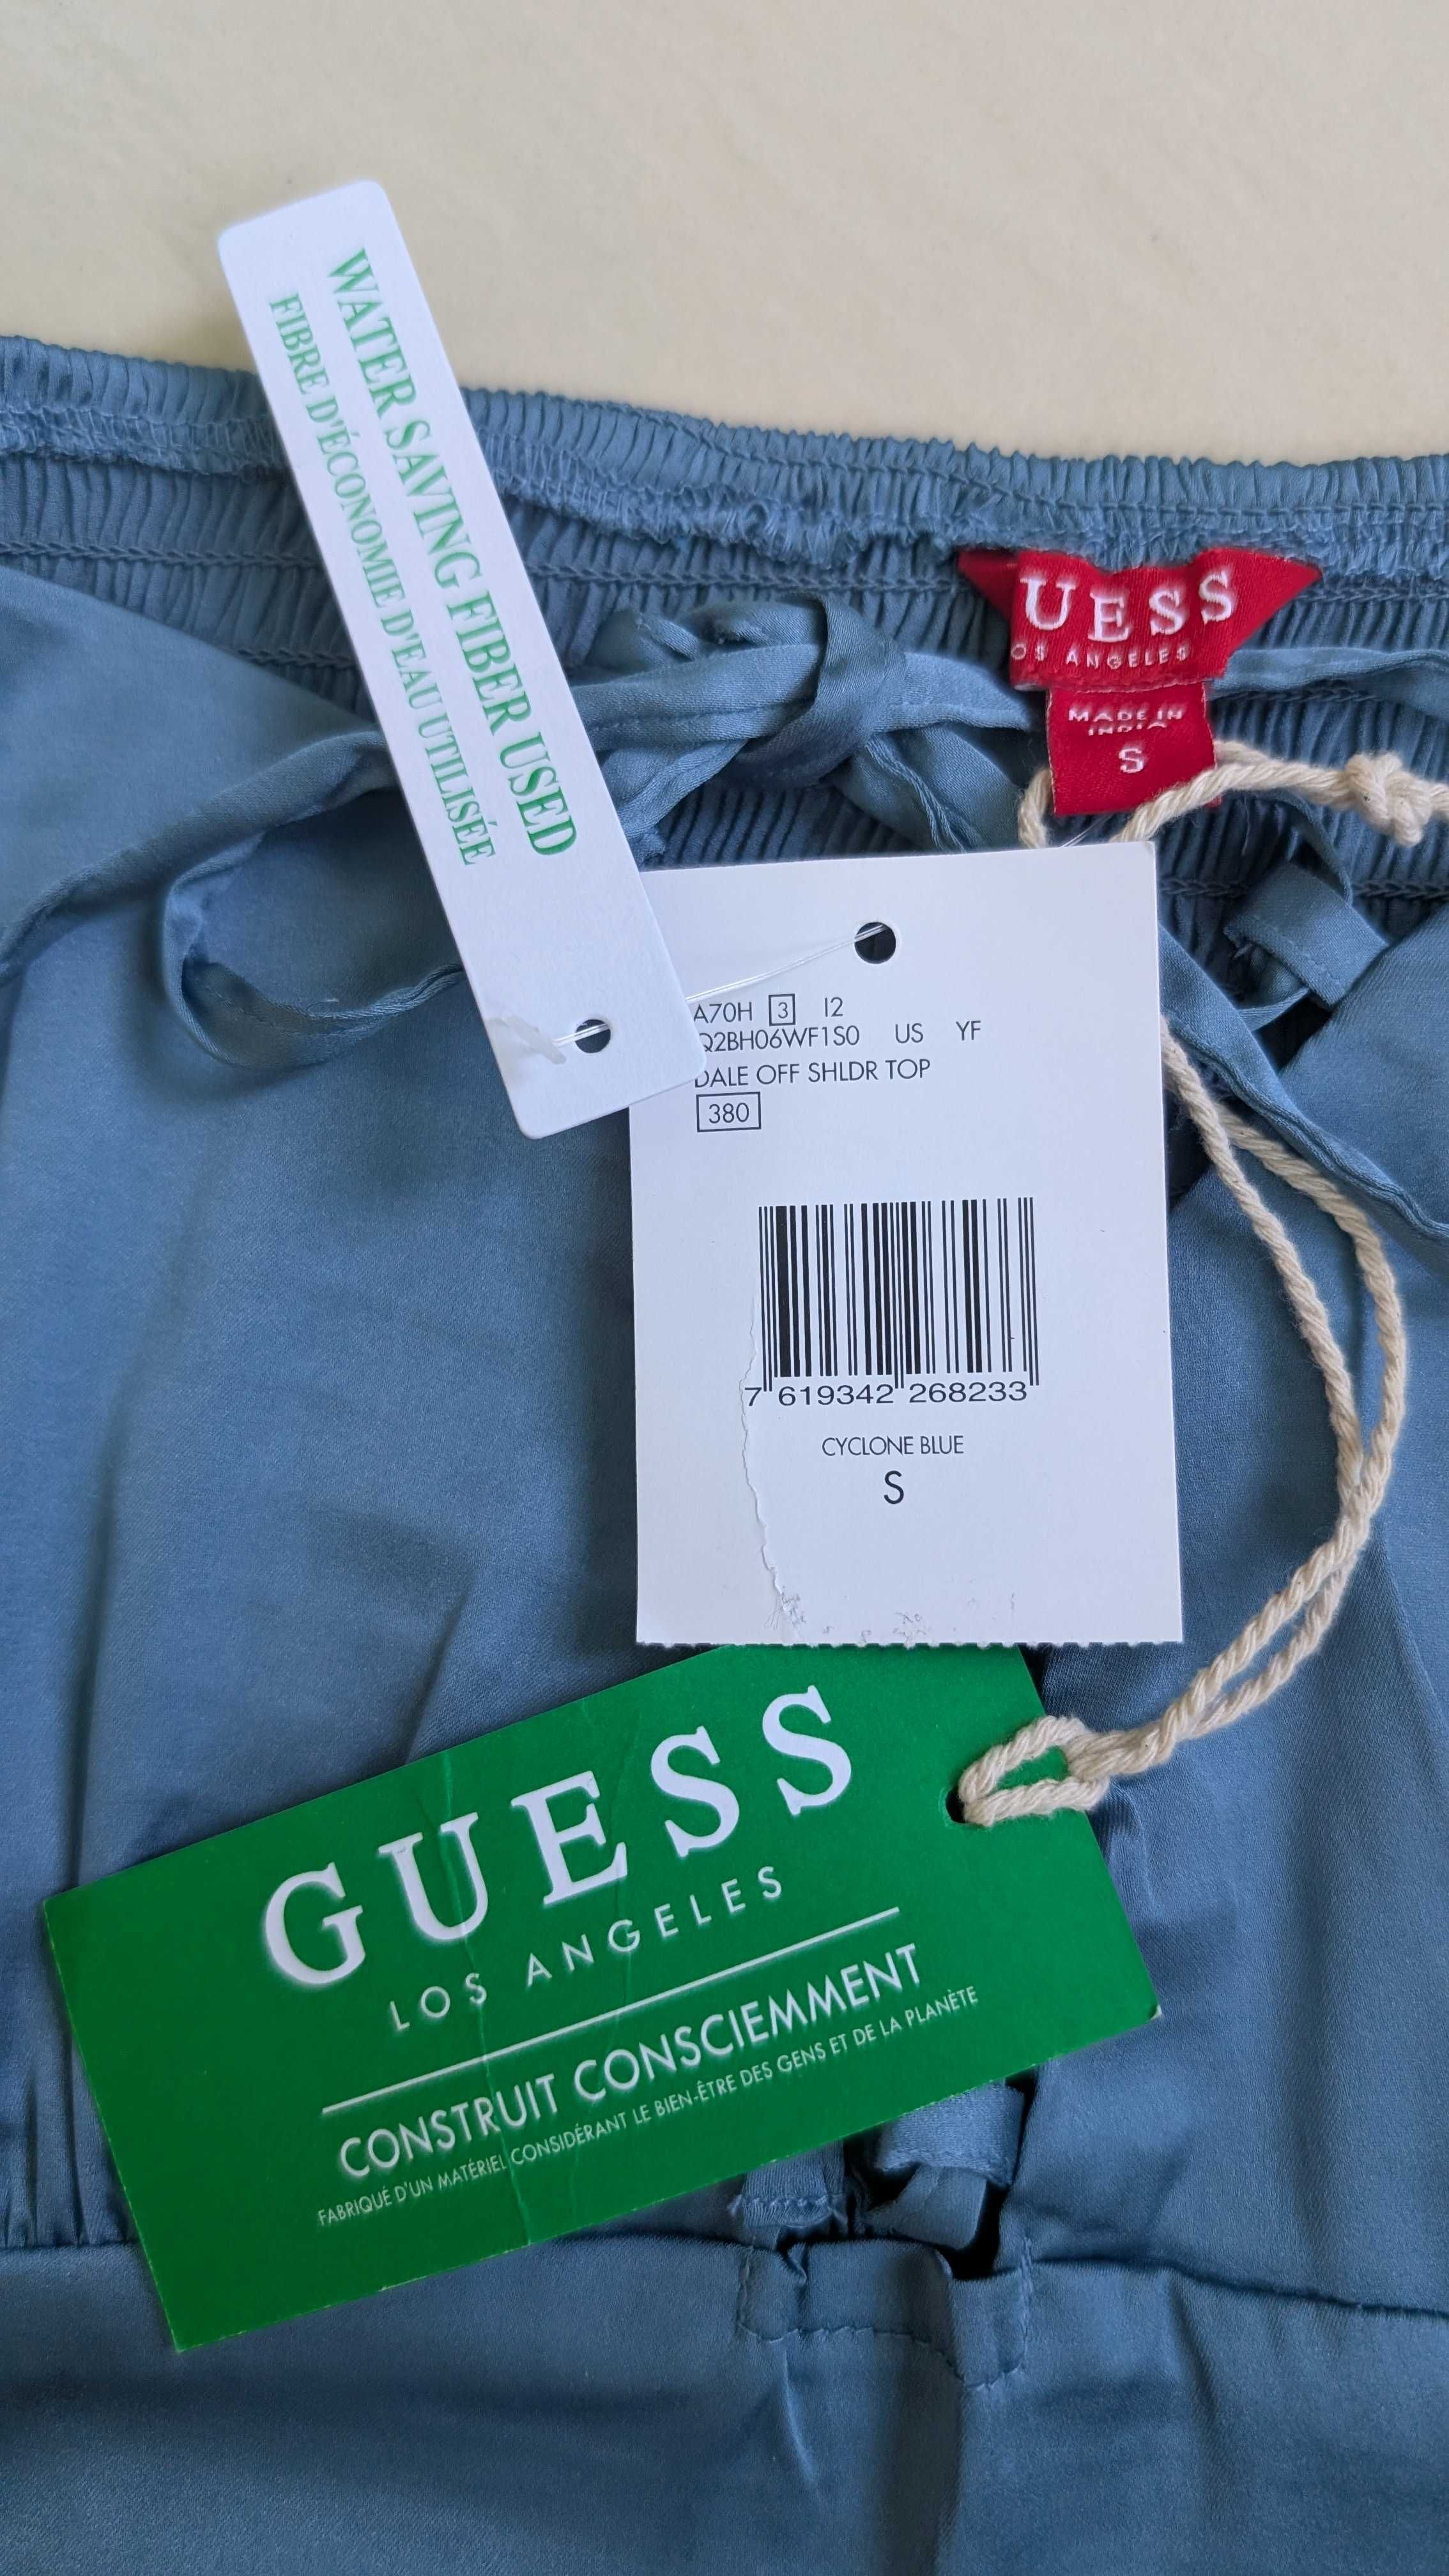 WATER SAVING FIBER USED
FIBRE D'ÉCONOMIE D'EAU UTILISÉE
UESS
OS ANGELES
MADE IN
INDIA
S
A70H 3 I2
Q2BH06WF1S0 US YF
DALE OFF SHLDR TOP
380
7 619342 268233
CYCLONE BLUE
S
GUESS
LOS ANGELES
CONSTRUIT CONSCIEMMENT
FABRIQUÉ D'UN MATÉRIEL CONSIDÉRANT LE BIEN-ÊTRE DES GENS ET DE LA PLANÈTE